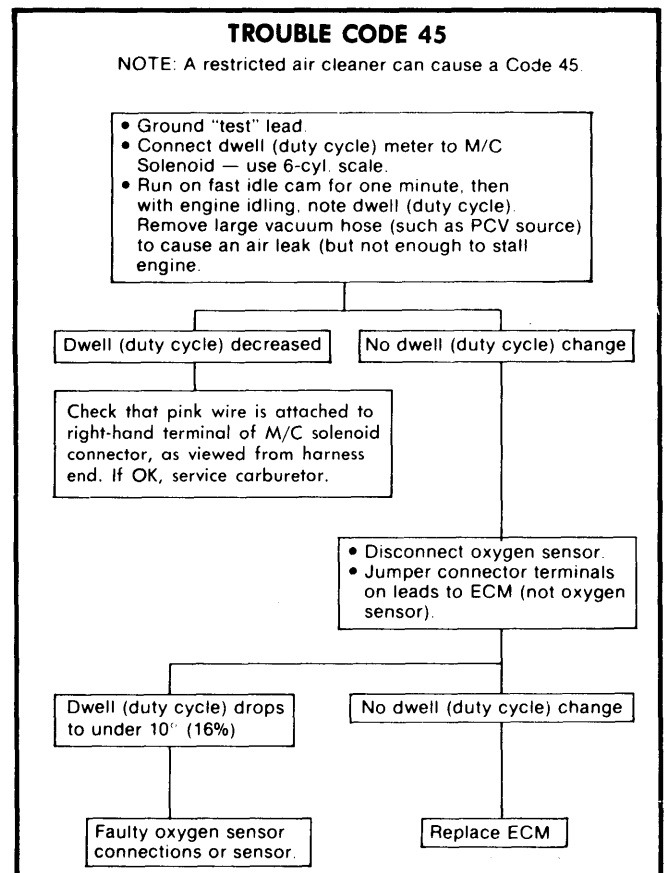 TROUBLE CODE 45
NOTE: A restricted air cleaner can cause a Code 45.
• Ground "test" lead.
• Connect dwell (duty cycle) meter to M/C
Solenoid — use 6-cyl. scale.
• Run on fast idle cam for one minute, then
with engine idling, note dwell (duty cycle).
Remove large vacuum hose (such as PCV source)
to cause an air leak (but not enough to stall
engine.
Dwell (duty cycle) decreased
No dwell (duty cycle) change
Check that pink wire is attached to
right-hand terminal of M/C solenoid
connector, as viewed from harness
end. If OK, service carburetor.
• Disconnect oxygen sensor.
• Jumper connector terminals
on leads to ECM (not oxygen
sensor).
Dwell (duty cycle) drops
to under 10° (16%)
No dwell (duty cycle) change
Faulty oxygen sensor
connections or sensor.
Replace ECM